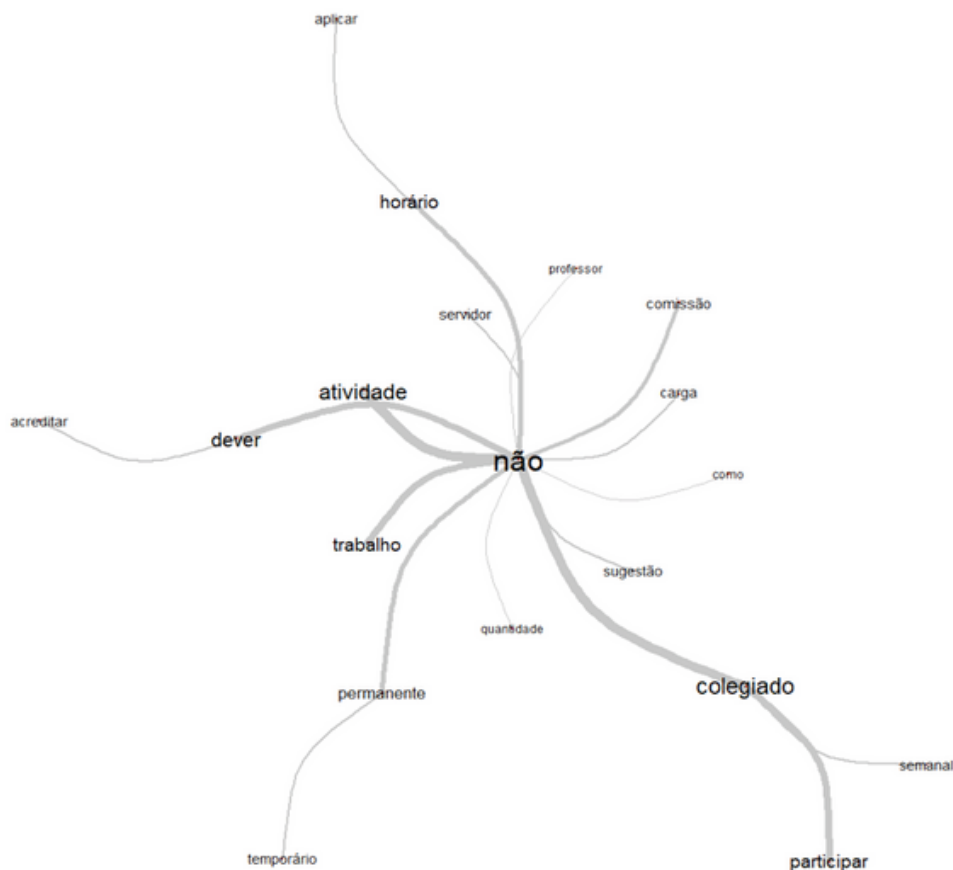 aplicar
horário
professor
comissão
servidor
atividade
carga
acreditar
dever
não
como
trabalho
sugestão
quantidade
colegiado
permanente
semanal
temporário
participar